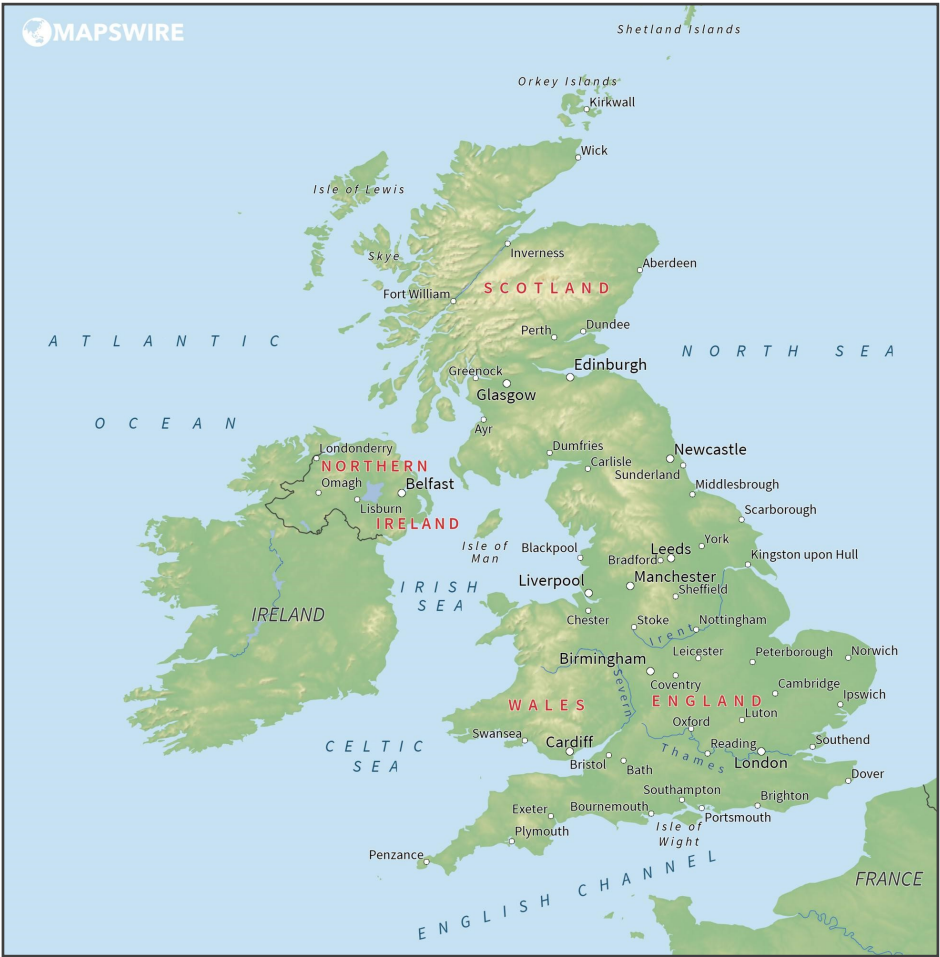 MAPSWIRE
Shetland Islands
Orkey Islands
Kirkwall
Wick
Isle of Lewis
Skye
Inverness
Aberdeen
SCOTLAND
Fort William
Perth
Dundee
ATLANTIC
NORTH SEA
Greenock
Edinburgh
Glasgow
OCEAN
Ayr
Londonderry
Dumfries
Newcastle
NORTHERN
Carlisle
Sunderland
Omagh
Belfast
Middlesbrough
Lisburn
Scarborough
IRELAND
Isle of
Man
Blackpool
Leeds
York
Bradford
Kingston upon Hull
Liverpool
Manchester
IRISH
SEA
Sheffield
IRELAND
Chester
Stoke
Nottingham
Irent
Birmingham
Leicester
Peterborough
Norwich
Coventry
Cambridge
Severn
WALES
ENGLAND
Ipswich
Luton
Oxford
Swansea
Cardiff
Reading
Southend
CELTIC
SEA
Thames
London
Bristol
Bath
Dover
Southampton
Brighton
Exeter
Bournemouth
Portsmouth
Plymouth
Isle of
Wight
Penzance
ENGLISH CHANNEL
FRANCE